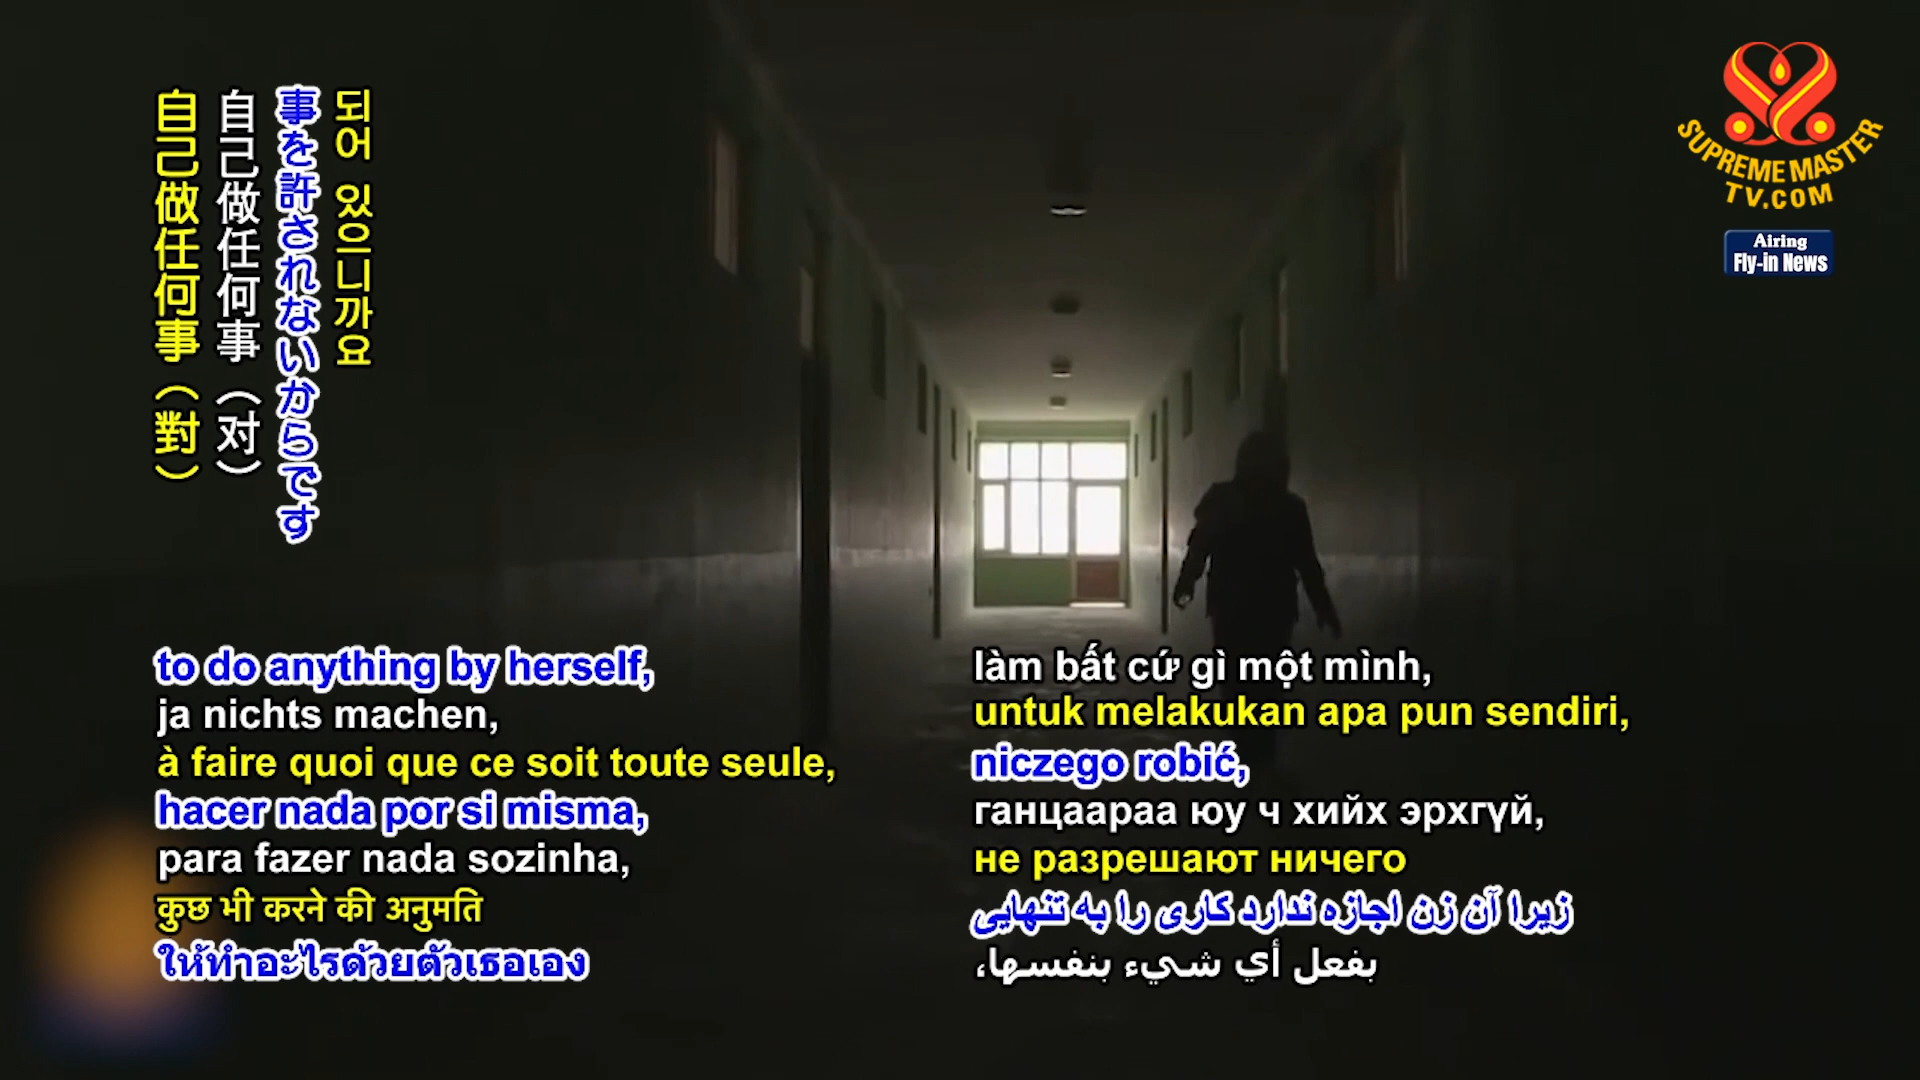 되어 있으니까요
事を許されないからです
自己做任何事（对）
自己做任何事（對）
SUPREME MASTER
TV.COM
Airing
Fly-in News
to do anything by herself,
ja nichts machen,
à faire quoi que ce soit toute seule,
hacer nada por si misma,
para fazer nada sozinha,
कुछ भी करने की अनुमति
ให้ทำอะไรด้วยตัวเธอเอง
làm bất cứ gì một mình,
untuk melakukan apa pun sendiri,
niczego robić,
ганцаараа юу ч хийх эрхгүй,
не разрешают ничего
زیرا آن زن اجازه ندارد کاری را به تنهایی
بفعل أي شيء بنفسها،